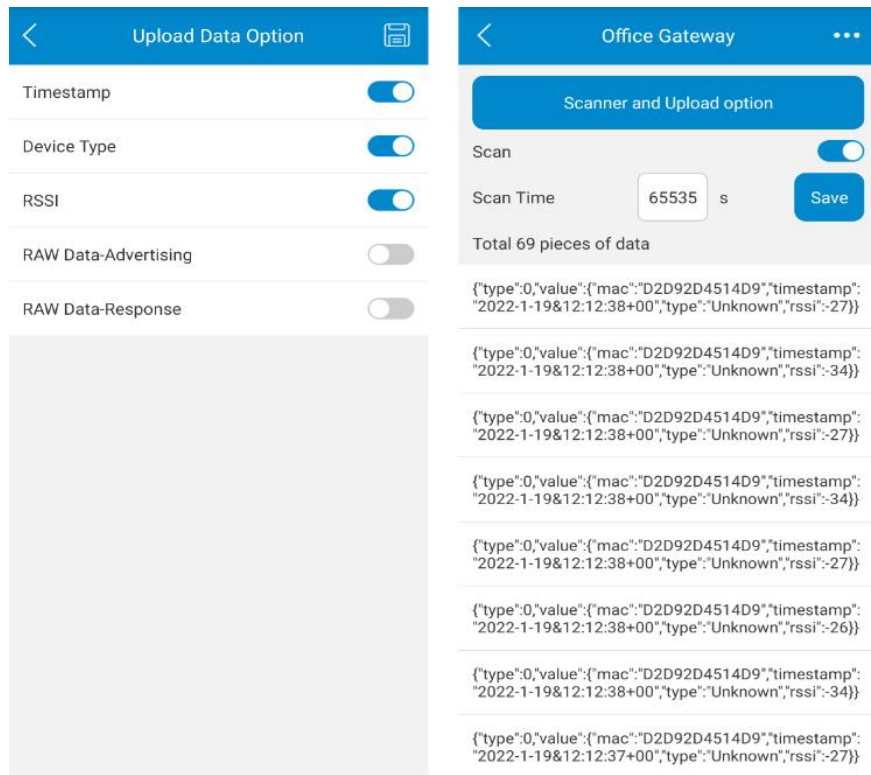 Upload Data Option
Timestamp
Device Type
RSSI
RAW Data-Advertising
RAW Data-Response
Office Gateway
Scanner and Upload option
Scan
Scan Time 65535 s Save
Total 69 pieces of data
{"type":0,"value":{"mac":"D2D92D4514D9","timestamp":
"2022-1-19&12:12:38+00","type":"Unknown","rssi":-27}}
{"type":0,"value":{"mac":"D2D92D4514D9","timestamp":
"2022-1-19&12:12:38+00","type":"Unknown","rssi":-34}}
{"type":0,"value":{"mac":"D2D92D4514D9","timestamp":
"2022-1-19&12:12:38+00","type":"Unknown","rssi":-27}}
{"type":0,"value":{"mac":"D2D92D4514D9","timestamp":
"2022-1-19&12:12:38+00","type":"Unknown","rssi":-34}}
{"type":0,"value":{"mac":"D2D92D4514D9","timestamp":
"2022-1-19&12:12:38+00","type":"Unknown","rssi":-27}}
{"type":0,"value":{"mac":"D2D92D4514D9","timestamp":
"2022-1-19&12:12:38+00","type":"Unknown","rssi":-26}}
{"type":0,"value":{"mac":"D2D92D4514D9","timestamp":
"2022-1-19&12:12:38+00","type":"Unknown","rssi":-34}}
{"type":0,"value":{"mac":"D2D92D4514D9","timestamp":
"2022-1-19&12:12:37+00","type":"Unknown","rssi":-27}}